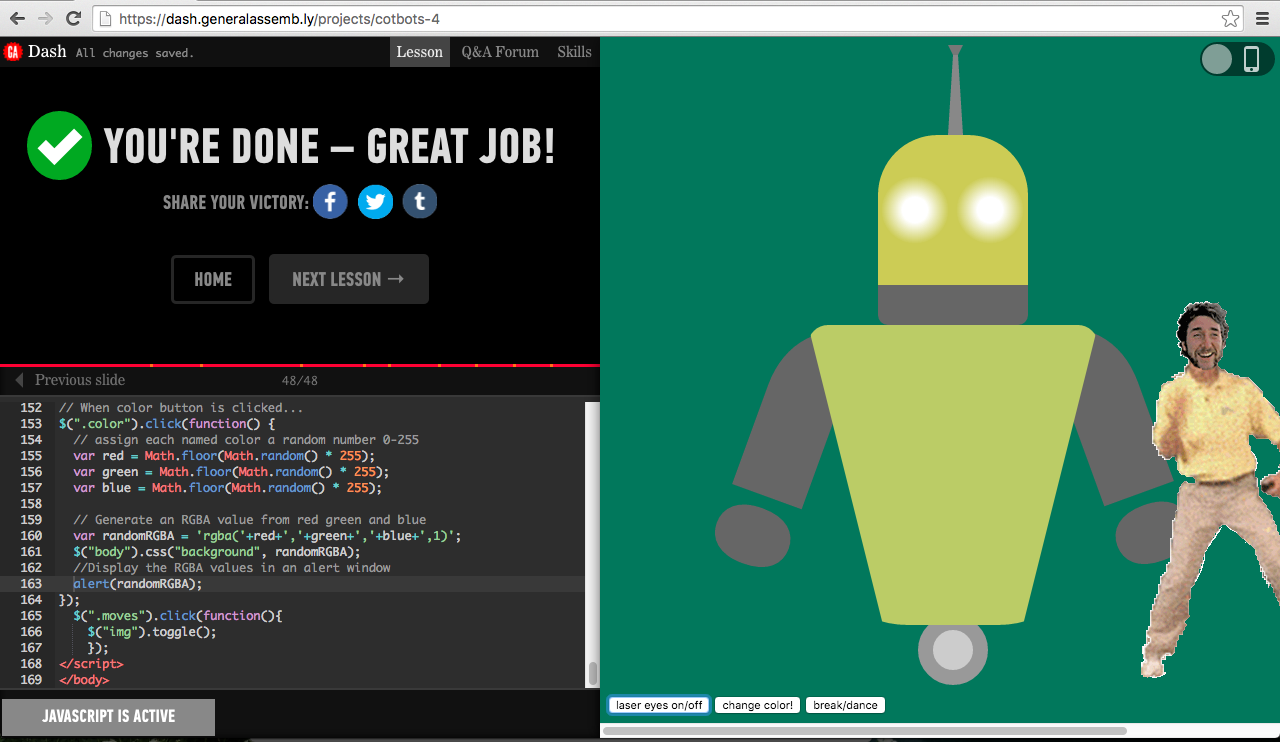 https://dash.generalassemb.ly/projects/cotbots-4
GA Dash All changes saved. Lesson Q&A Forum Skills
YOU'RE DONE – GREAT JOB!
SHARE YOUR VICTORY: f t
HOME NEXT LESSON →
Previous slide 48/48
152 // When color button is clicked...
153 $(".color").click(function() {
154 // assign each named color a random number 0-255
155 var red = Math.floor(Math.random() * 255);
156 var green = Math.floor(Math.random() * 255);
157 var blue = Math.floor(Math.random() * 255);
158
159 // Generate an RGBA value from red green and blue
160 var randomRGBA = 'rgba('+red+','+green+','+blue+',1)';
161 $("body").css("background", randomRGBA);
162 //Display the RGBA values in an alert window
163 alert(randomRGBA);
164 });
165 $(".moves").click(function(){
166 $("img").toggle();
167 });
168 </script>
169 </body>
JAVASCRIPT IS ACTIVE
laser eyes on/off change color! break/dance